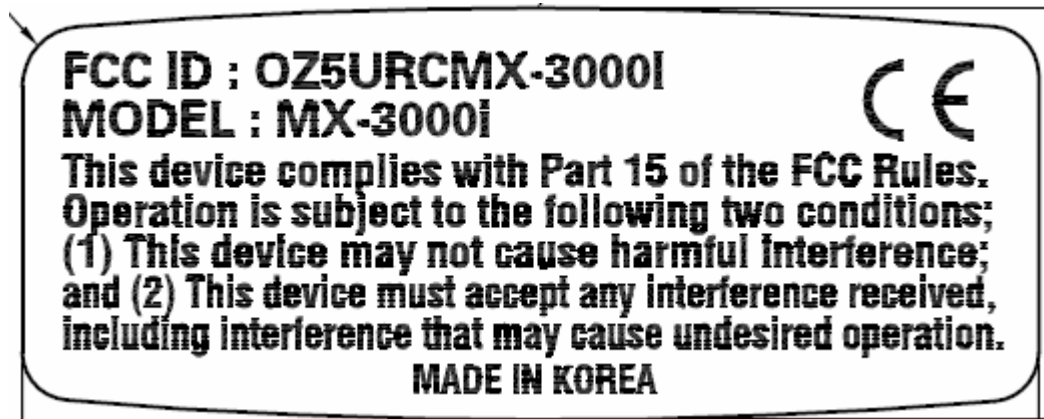 FCC ID : OZ5URCMX-3000I
MODEL : MX-3000i
CE
This device complies with Part 15 of the FCC Rules.
Operation is subject to the following two conditions;
(1) This device may not cause harmful interference;
and (2) This device must accept any interference received,
including interference that may cause undesired operation.
MADE IN KOREA